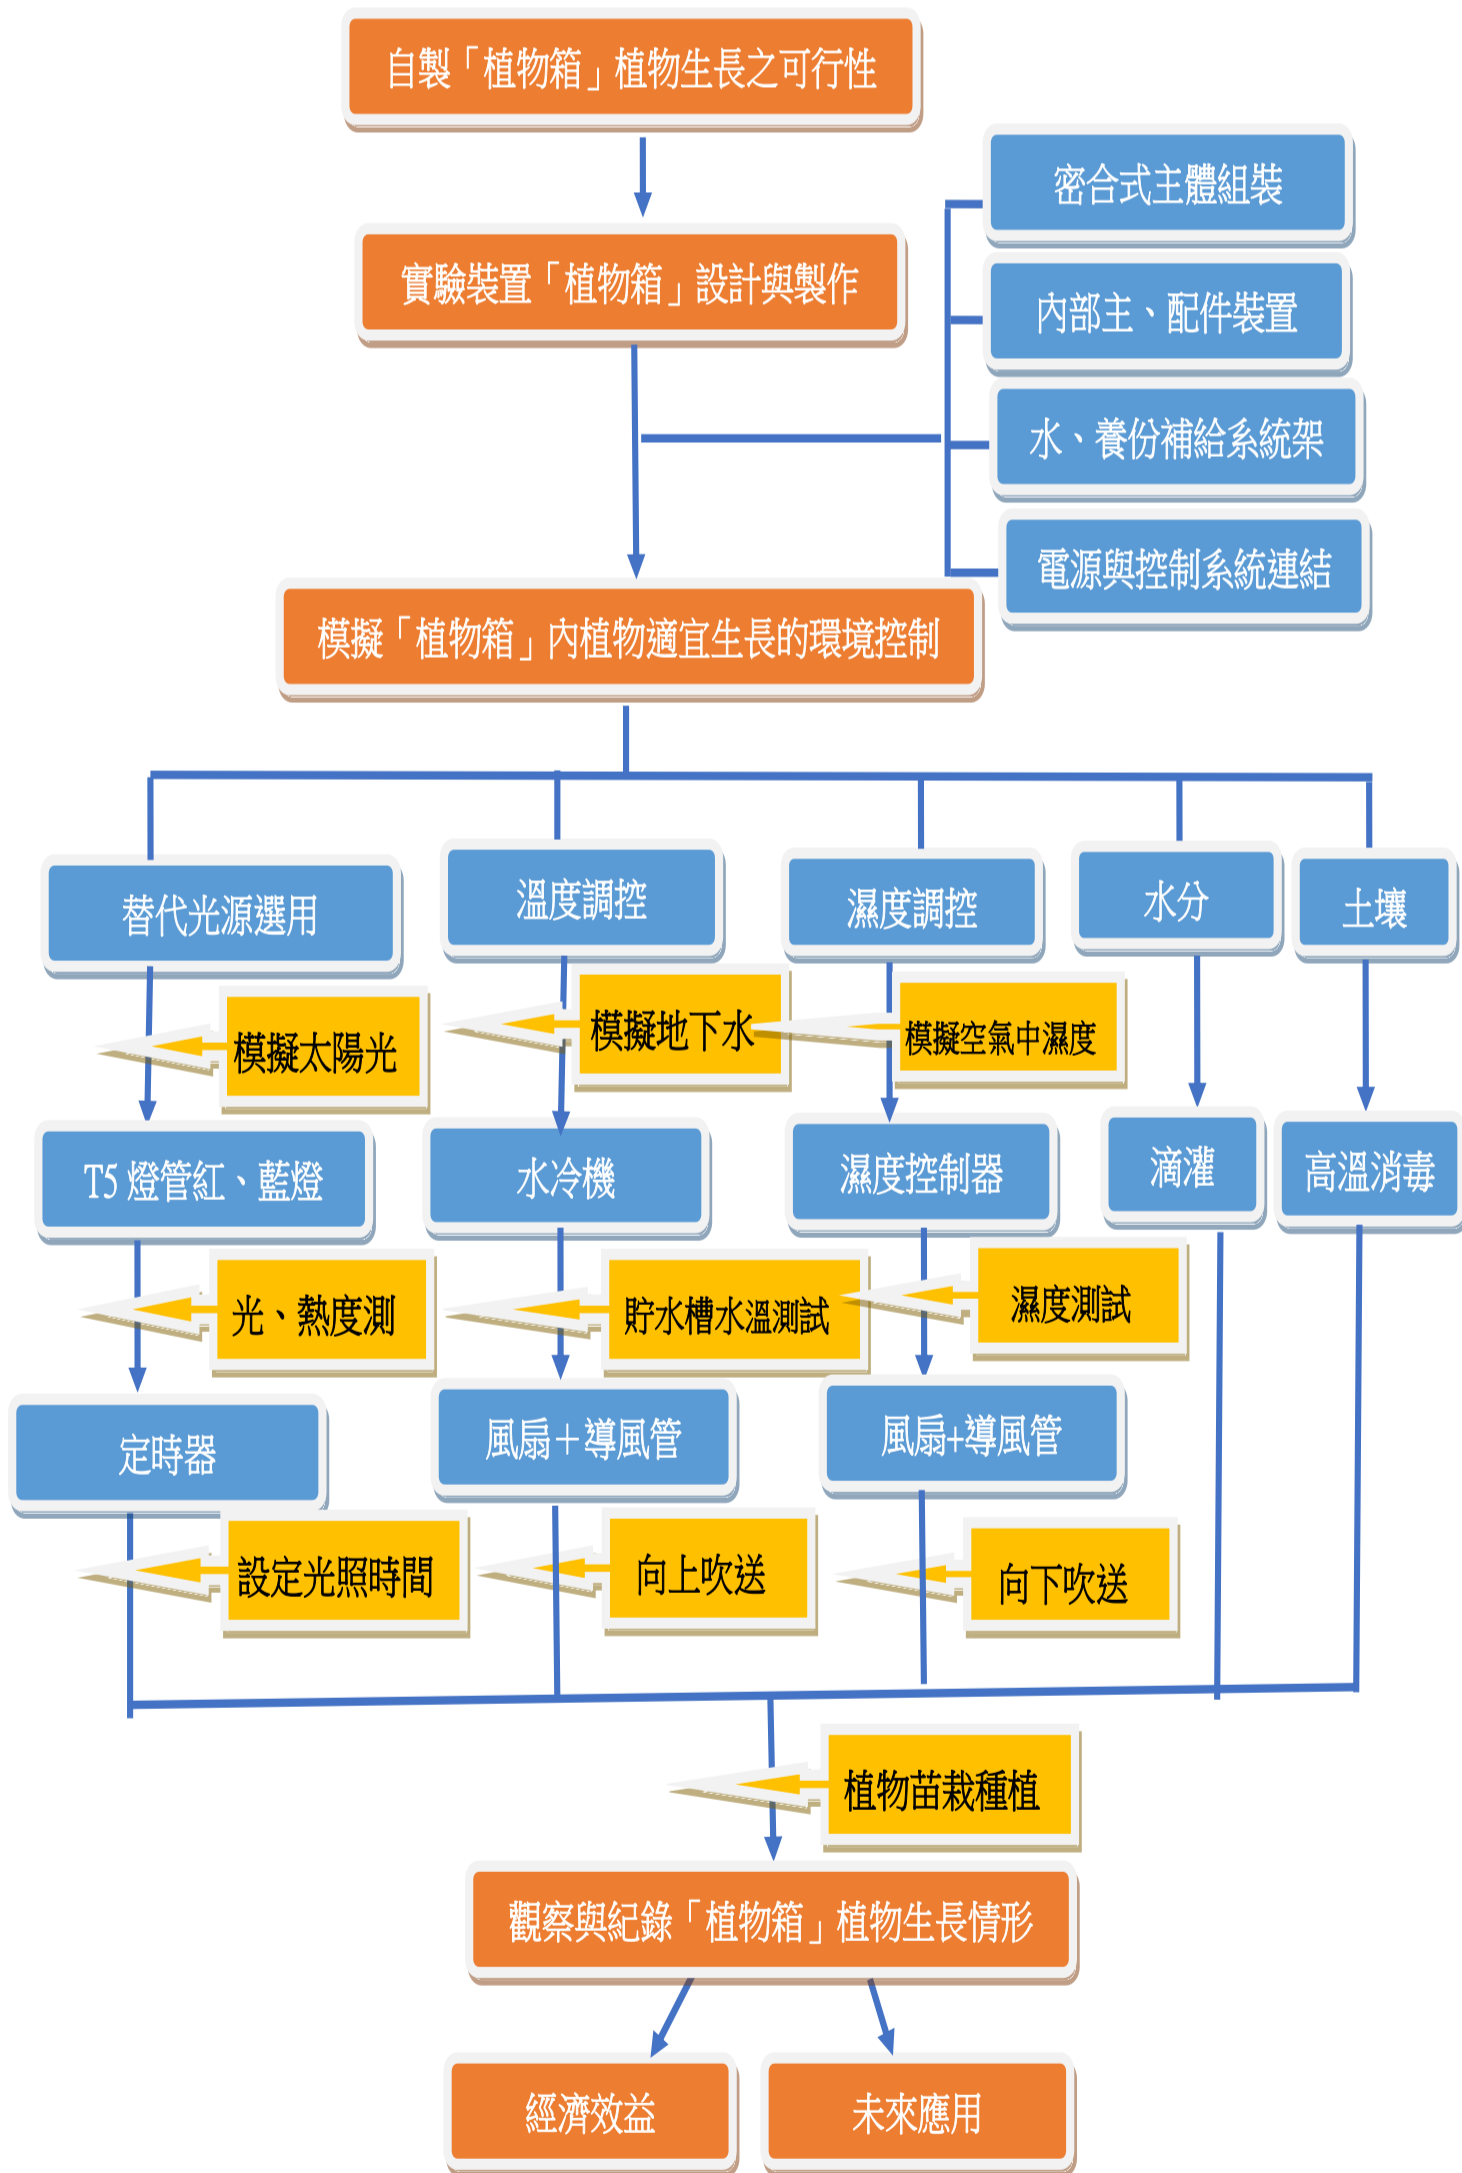 自製「植物箱」植物生長之可行性
密合式主體組裝
實驗裝置「植物箱」設計與製作
內部主、配件裝置
水、養份補給系統架
電源與控制系統連結
模擬「植物箱」內植物適宜生長的環境控制
替代光源選用
溫度調控
濕度調控
水分
土壤
模擬太陽光
模擬地下水
模擬空氣中濕度
T5 燈管紅、藍燈
水冷機
濕度控制器
滴灌
高溫消毒
光、熱度測
貯水槽水溫測試
濕度測試
定時器
風扇＋導風管
風扇+導風管
設定光照時間
向上吹送
向下吹送
植物苗栽種植
觀察與紀錄「植物箱」植物生長情形
經濟效益
未來應用